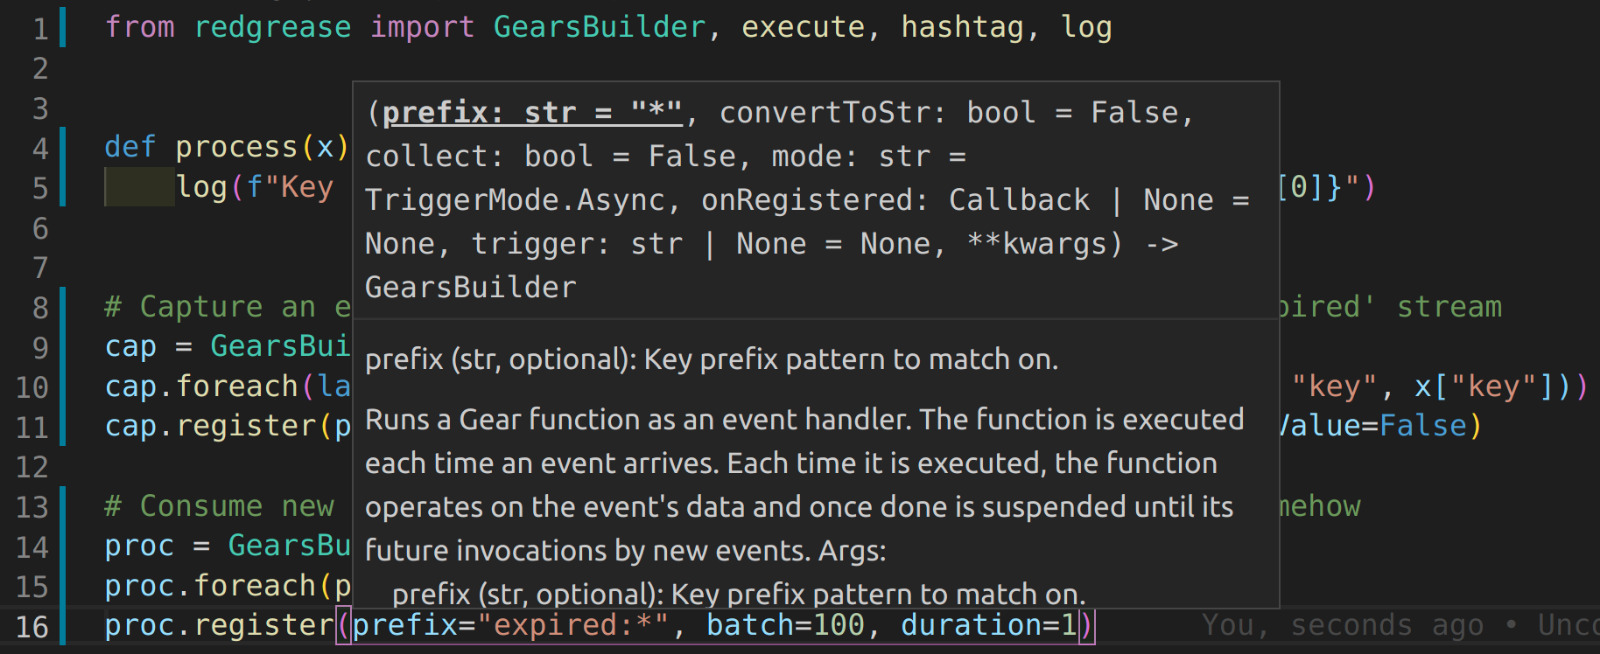 1 from redgrease import GearsBuilder, execute, hashtag, log
2
3
4 def process(x)
5 log(f"Key [0]}")
6
7
8 # Capture an e pired' stream
9 cap = GearsBui
10 cap.foreach(la "key", x["key"]))
11 cap.register(p Value=False)
12
13 # Consume new mehow
14 proc = GearsBu
15 proc.foreach(p
16 proc.register(prefix="expired:*", batch=100, duration=1) You, seconds ago • Unco
(prefix: str = "*", convertToStr: bool = False,
collect: bool = False, mode: str =
TriggerMode.Async, onRegistered: Callback | None =
None, trigger: str | None = None, **kwargs) ->
GearsBuilder
prefix (str, optional): Key prefix pattern to match on.
Runs a Gear function as an event handler. The function is executed
each time an event arrives. Each time it is executed, the function
operates on the event's data and once done is suspended until its
future invocations by new events. Args:
prefix (str, optional): Key prefix pattern to match on.